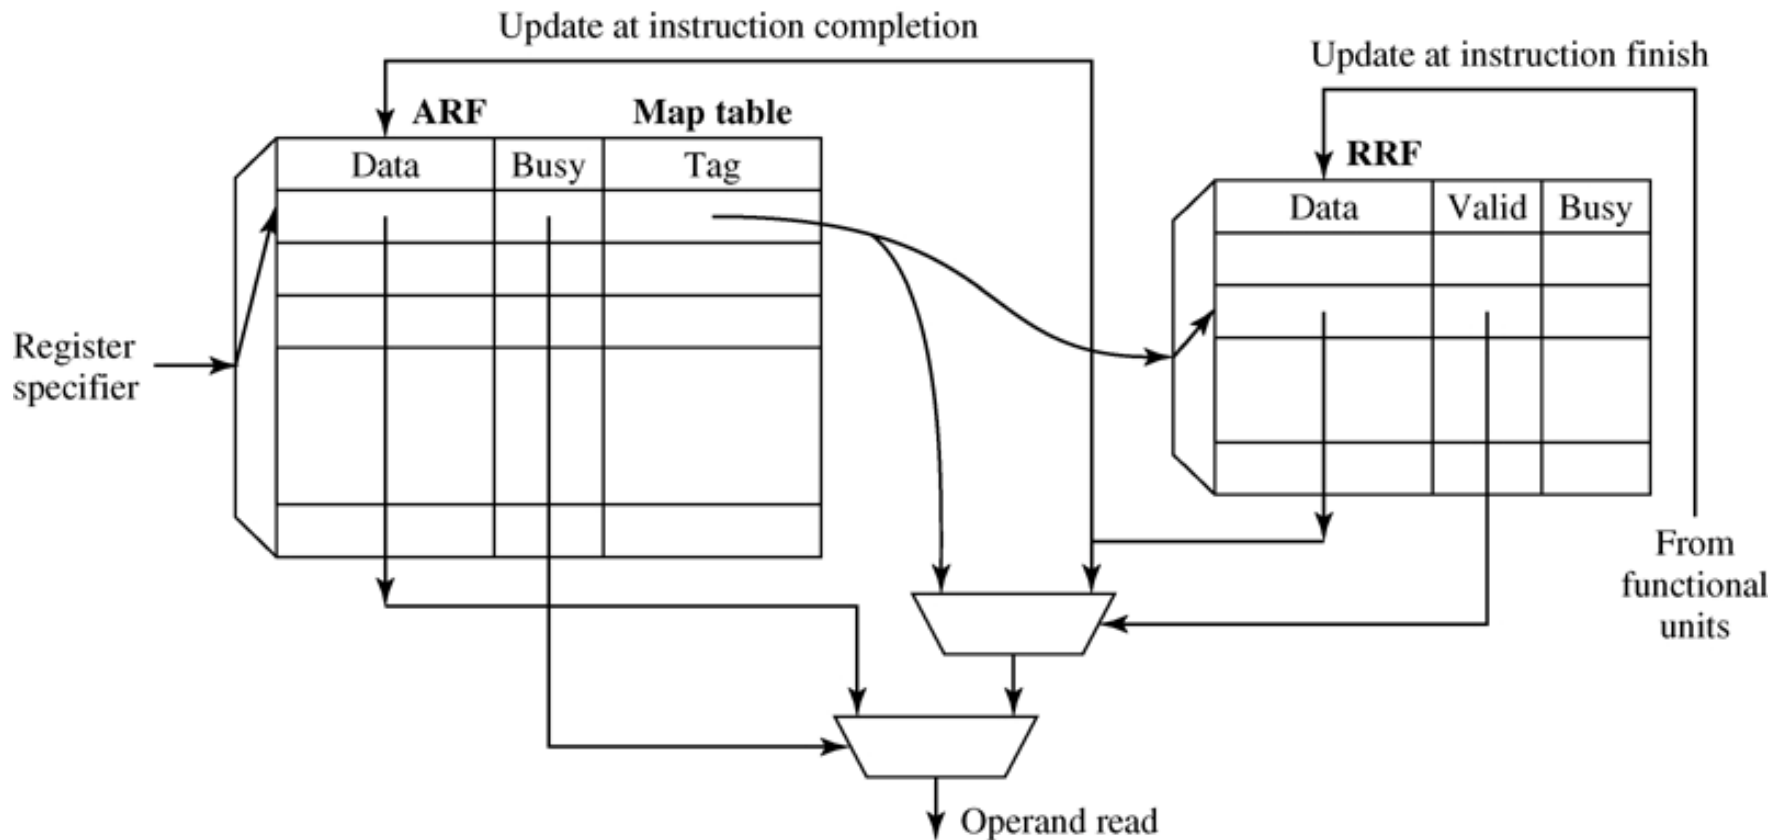 Update at instruction completion
Update at instruction finish
ARF
Map table
Data
Busy
Tag
RRF
Data
Valid
Busy
Register
specifier
From
functional
units
Operand read